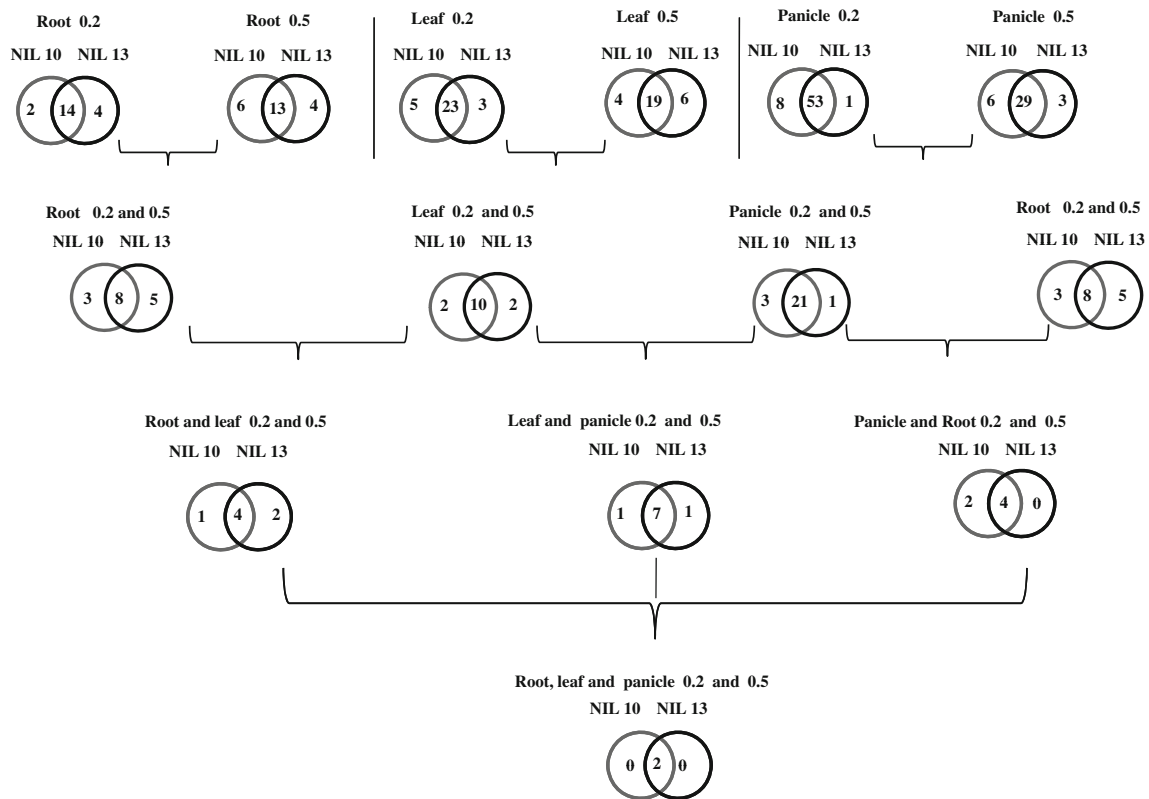 Root 0.2
NIL 10 NIL 13
2 14 4
Root 0.5
NIL 10 NIL 13
6 13 4
Leaf 0.2
NIL 10 NIL 13
5 23 3
Leaf 0.5
NIL 10 NIL 13
4 19 6
Panicle 0.2
NIL 10 NIL 13
8 53 1
Panicle 0.5
NIL 10 NIL 13
6 29 3
Root 0.2 and 0.5
NIL 10 NIL 13
3 8 5
Leaf 0.2 and 0.5
NIL 10 NIL 13
2 10 2
Panicle 0.2 and 0.5
NIL 10 NIL 13
3 21 1
Root 0.2 and 0.5
NIL 10 NIL 13
3 8 5
Root and leaf 0.2 and 0.5
NIL 10 NIL 13
1 4 2
Leaf and panicle 0.2 and 0.5
NIL 10 NIL 13
1 7 1
Panicle and Root 0.2 and 0.5
NIL 10 NIL 13
2 4 0
Root, leaf and panicle 0.2 and 0.5
NIL 10 NIL 13
0 2 0